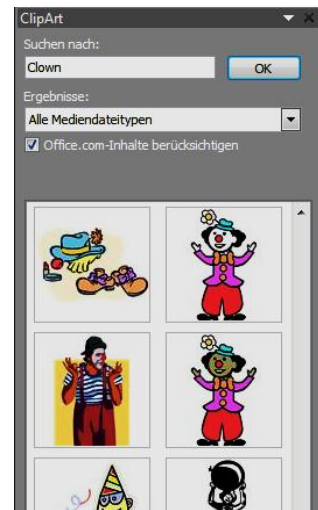 ClipArt
Suchen nach:
Clown
OK
Ergebnisse:
Alle Mediendateitypen
Office.com-Inhalte berücksichtigen